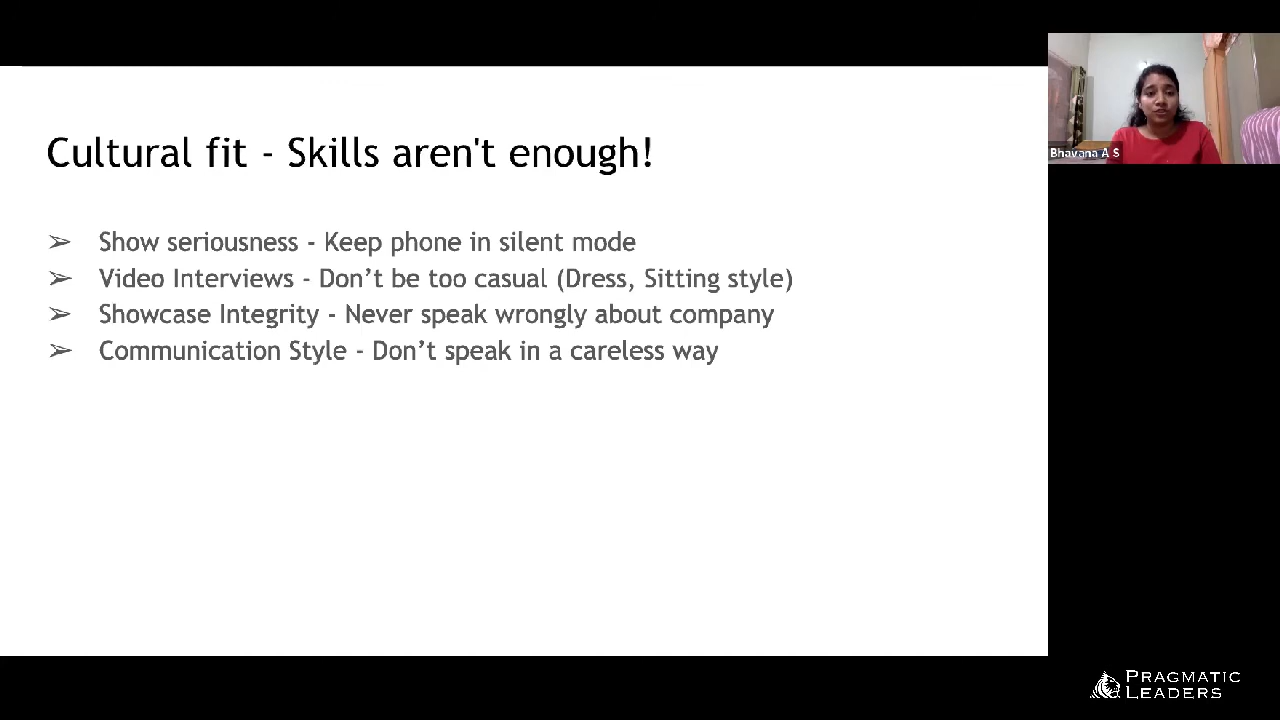 Cultural fit - Skills aren't enough!
➢ Show seriousness - Keep phone in silent mode
➢ Video Interviews - Don’t be too casual (Dress, Sitting style)
➢ Showcase Integrity - Never speak wrongly about company
➢ Communication Style - Don’t speak in a careless way
Bhavana A S
PRAGMATIC
LEADERS